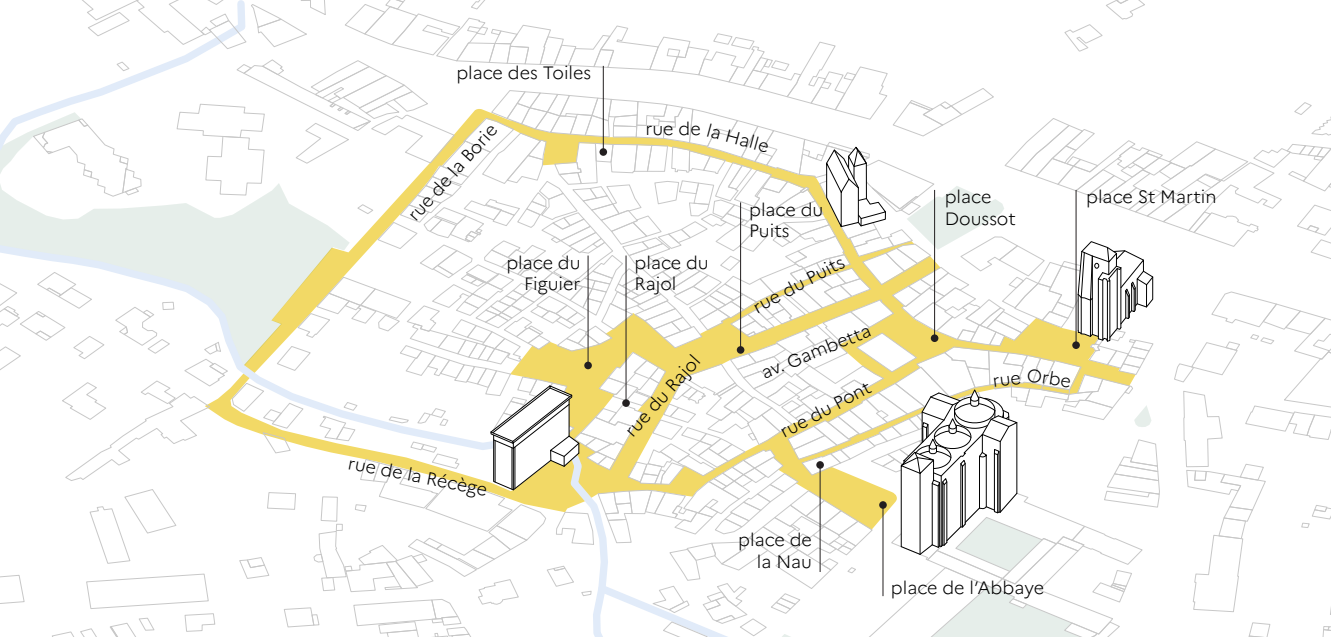 place des Toiles
rue de la Halle
rue de la Borie
place du
Puits
place
Doussot
place St Martin
place du
Figuier
place du
Rajol
rue du Puits
av. Gambetta
rue du Rajol
rue Orbe
rue du Pont
rue de la Récège
place de
la Nau
place de l'Abbaye